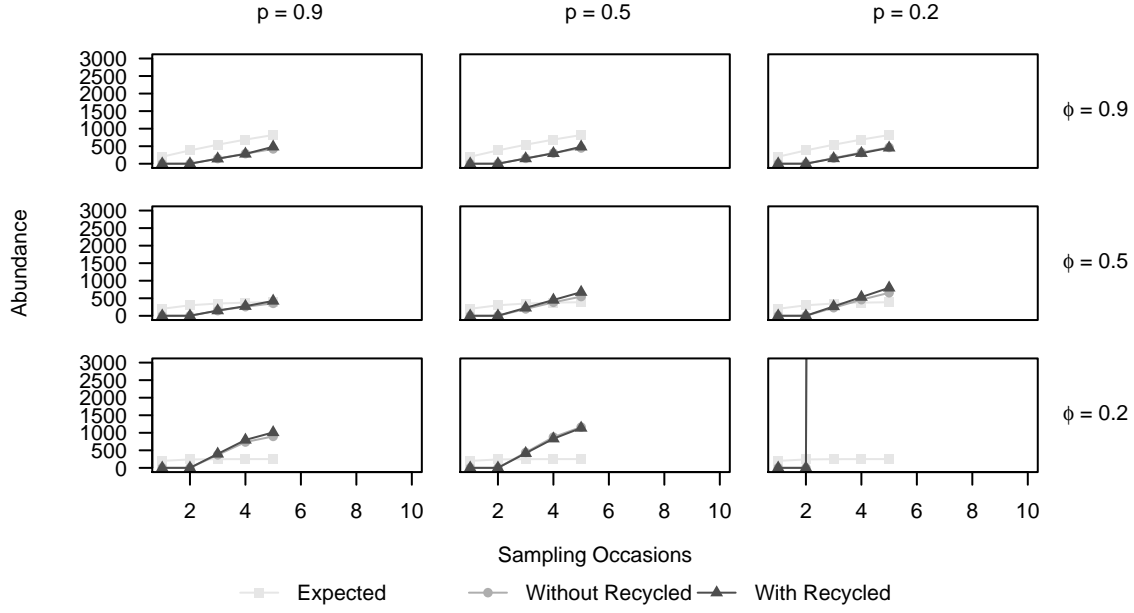 p = 0.9 p = 0.5 p = 0.2
3000
2500
2000
1500
1000
500
0
ϕ = 0.9
Abundance
3000
2500
2000
1500
1000
500
0
ϕ = 0.5
3000
2500
2000
1500
1000
500
0
ϕ = 0.2
2 4 6 8 10 2 4 6 8 10 2 4 6 8 10
Sampling Occasions
Expected Without Recycled With Recycled